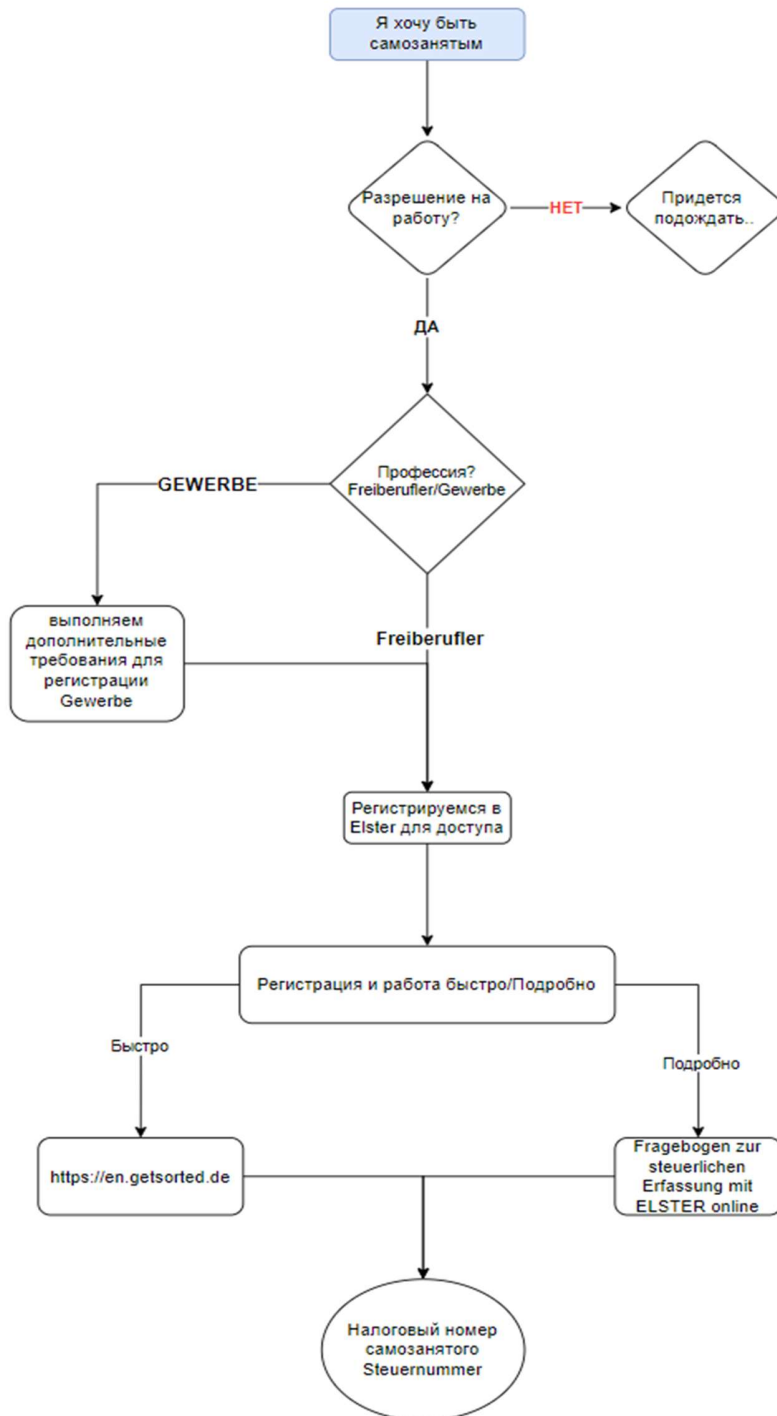 Я хочу быть
самозанятым
Разрешение на
работу?
НЕТ
Придется
подождать..
ДА
Профессия?
Freiberufler/Gewerbe
GEWERBE
выполняем
дополнительные
требования для
регистрации
Gewerbe
Freiberufler
Регистрируемся в
Elster для доступа
Регистрация и работа быстро/Подробно
Быстро
Подробно
https://en.getsorted.de
Fragebogen zur
steuerlichen
Erfassung mit
ELSTER online
Налоговый номер
самозанятого
Steuernummer